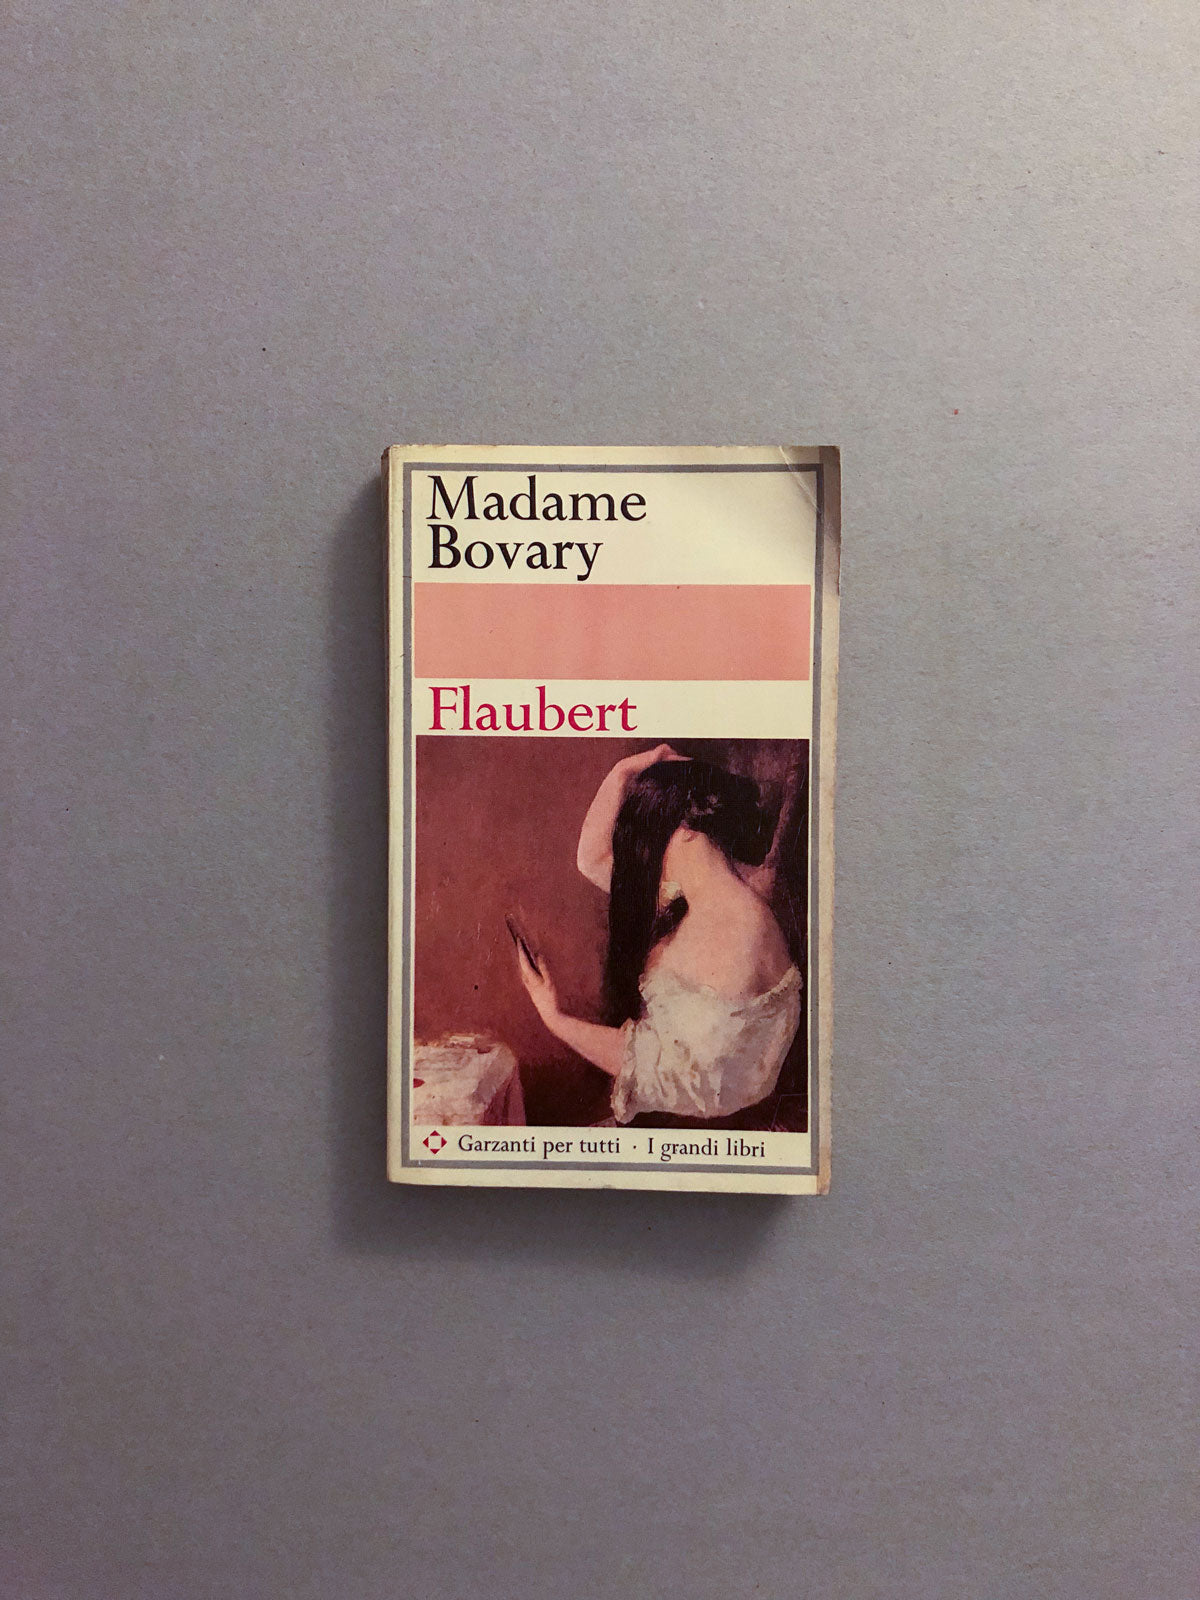 Madame
Bovary
Flaubert
Garzanti per tutti · I grandi libri